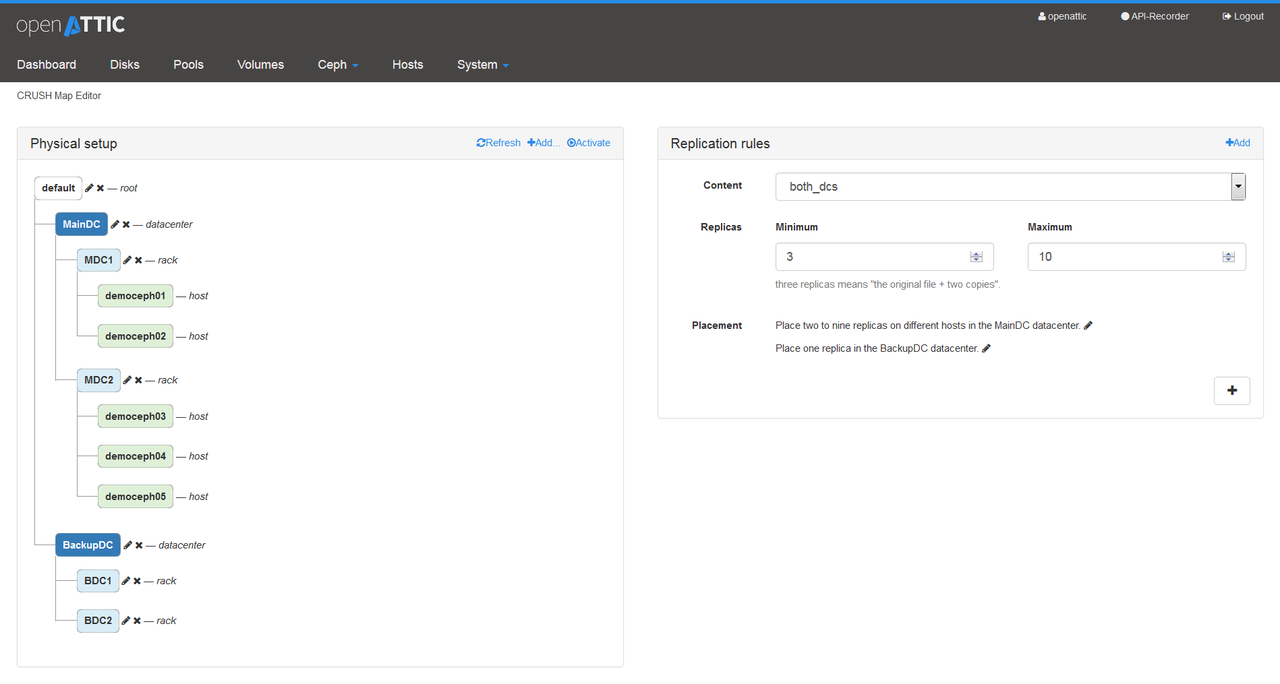 openATTIC
openattic API-Recorder Logout
Dashboard Disks Pools Volumes Ceph Hosts System
CRUSH Map Editor
Physical setup Refresh Add... Activate
default — root
MainDC — datacenter
MDC1 — rack
democeph01 — host
democeph02 — host
MDC2 — rack
democeph03 — host
democeph04 — host
democeph05 — host
BackupDC — datacenter
BDC1 — rack
BDC2 — rack
Replication rules Add
Content both_dcs
Replicas Minimum Maximum
3 10
three replicas means "the original file + two copies".
Placement Place two to nine replicas on different hosts in the MainDC datacenter.
Place one replica in the BackupDC datacenter.